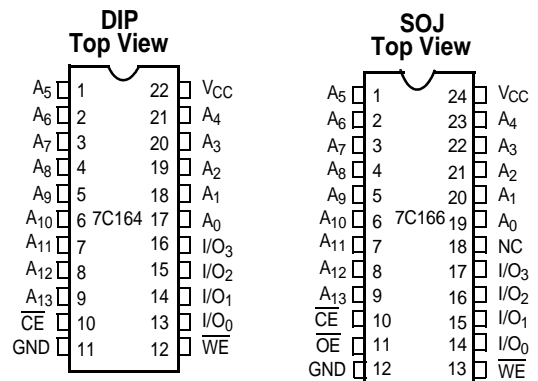 DIP
Top View
A5 1 22 VCC
A6 2 21 A4
A7 3 20 A3
A8 4 19 A2
A9 5 18 A1
A10 6 7C164 17 A0
A11 7 16 I/O3
A12 8 15 I/O2
A13 9 14 I/O1
CE 10 13 I/O0
GND 11 12 WE
SOJ
Top View
A5 1 24 VCC
A6 2 23 A4
A7 3 22 A3
A8 4 21 A2
A9 5 20 A1
A10 6 7C166 19 A0
A11 7 18 NC
A12 8 17 I/O3
A13 9 16 I/O2
CE 10 15 I/O1
OE 11 14 I/O0
GND 12 13 WE